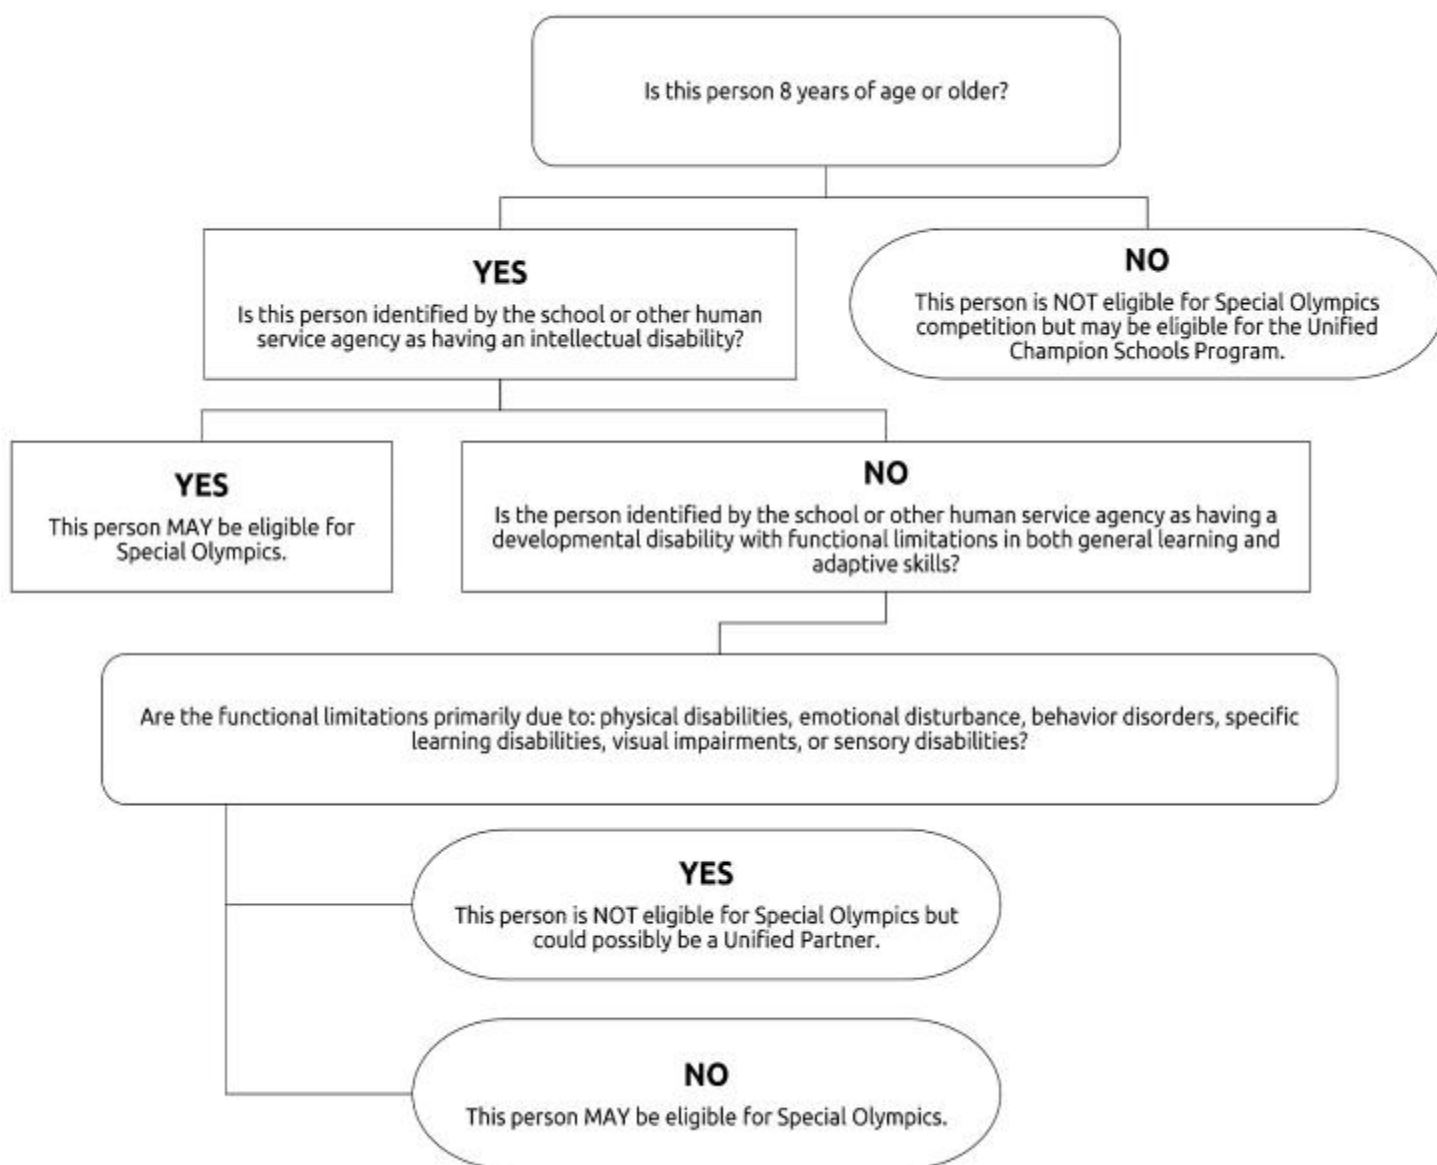 Is this person 8 years of age or older?
YES
Is this person identified by the school or other human
service agency as having an intellectual disability?
NO
This person is NOT eligible for Special Olympics
competition but may be eligible for the Unified
Champion Schools Program.
YES
This person MAY be eligible for
Special Olympics.
NO
Is the person identified by the school or other human service agency as having a
developmental disability with functional limitations in both general learning and
adaptive skills?
Are the functional limitations primarily due to: physical disabilities, emotional disturbance, behavior disorders, specific
learning disabilities, visual impairments, or sensory disabilities?
YES
This person is NOT eligible for Special Olympics but
could possibly be a Unified Partner.
NO
This person MAY be eligible for Special Olympics.